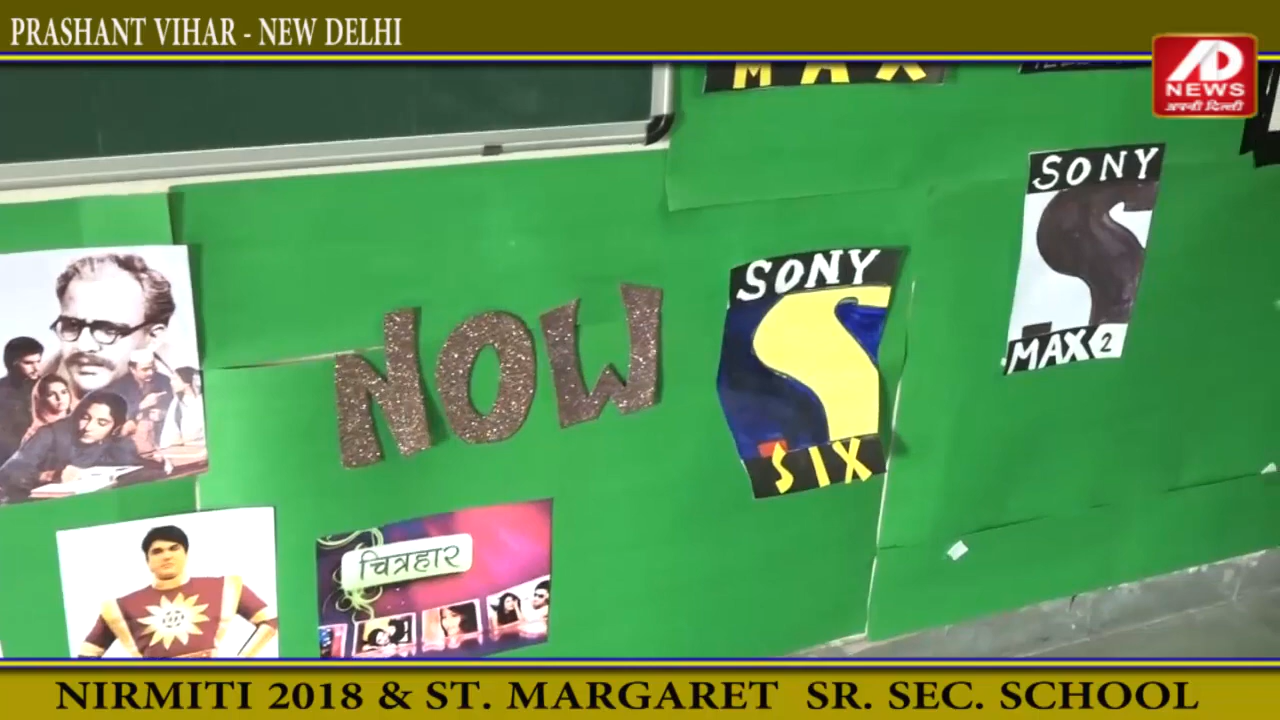 PRASHANT VIHAR - NEW DELHI
AD
NEWS
अपनी दिल्ली
MAX
SONY
MAX 2
SONY
SIX
NOW
चित्रहार
NIRMITI 2018 & ST. MARGARET SR. SEC. SCHOOL